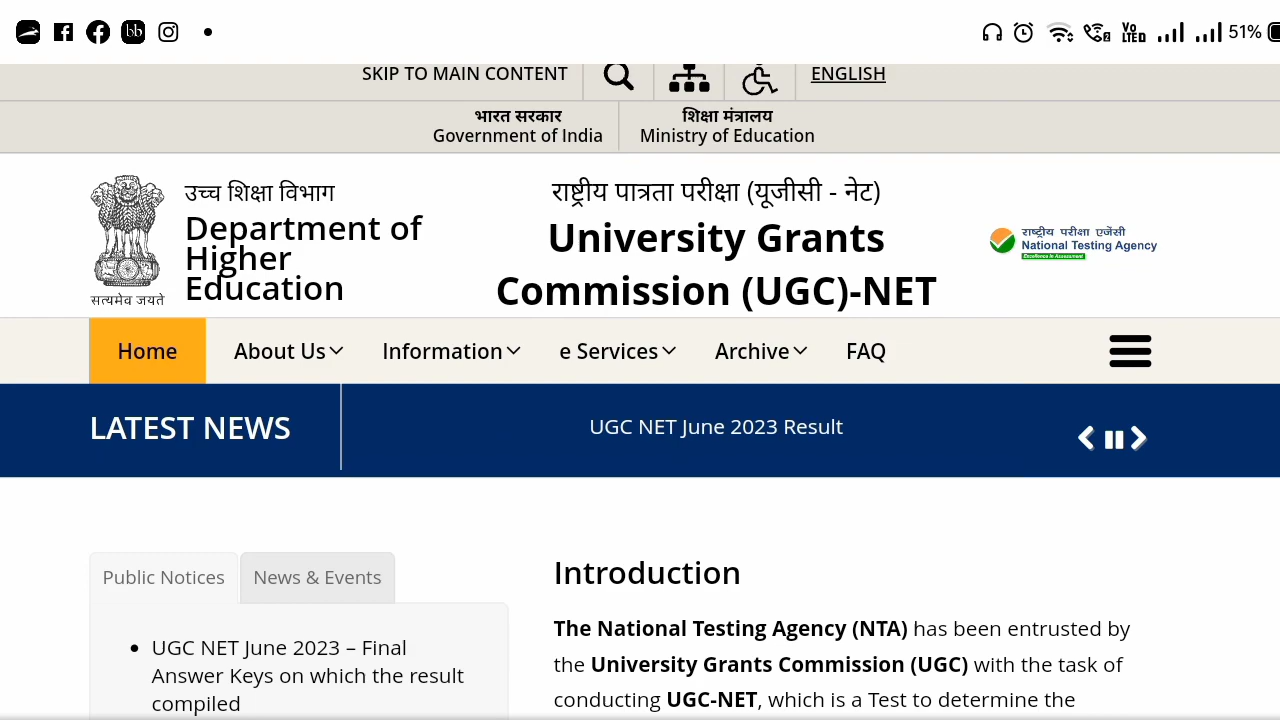 51%
SKIP TO MAIN CONTENT
ENGLISH
भारत सरकार
Government of India
शिक्षा मंत्रालय
Ministry of Education
सत्यमेव जयते
उच्च शिक्षा विभाग
Department of
Higher
Education
राष्ट्रीय पात्रता परीक्षा (यूजीसी - नेट)
University Grants
Commission (UGC)-NET
राष्ट्रीय परीक्षा एजेंसी
National Testing Agency
Excellence in Assessment
Home
About Us
Information
e Services
Archive
FAQ
LATEST NEWS
UGC NET June 2023 Result
Public Notices
News & Events
UGC NET June 2023 – Final
Answer Keys on which the result
compiled
Introduction
The National Testing Agency (NTA) has been entrusted by
the University Grants Commission (UGC) with the task of
conducting UGC-NET, which is a Test to determine the